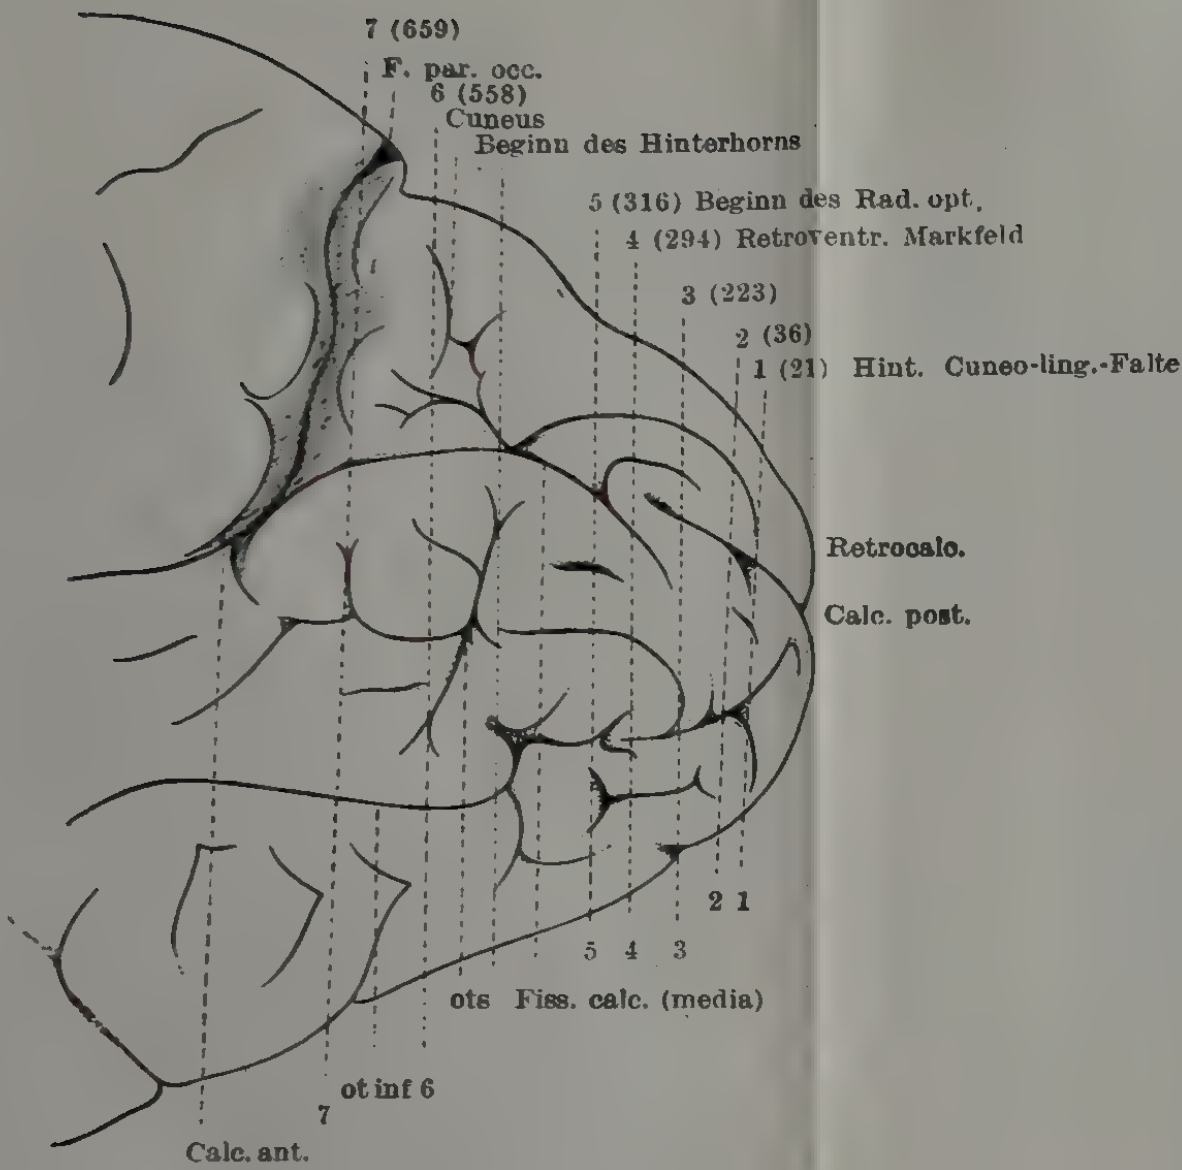 7 (659)
F. par. occ.
6 (558)
Cuneus
Beginn des Hinterhorns
5 (316) Beginn des Rad. opt.
4 (294) Retroventr. Markfeld
3 (223)
2 (36)
1 (21) Hint. Cuneo-ling.-Falte
Retrocalc.
Calc. post.
2 1
5 4 3
ots Fiss. calc. (media)
ot inf 6
7
Calc. ant.